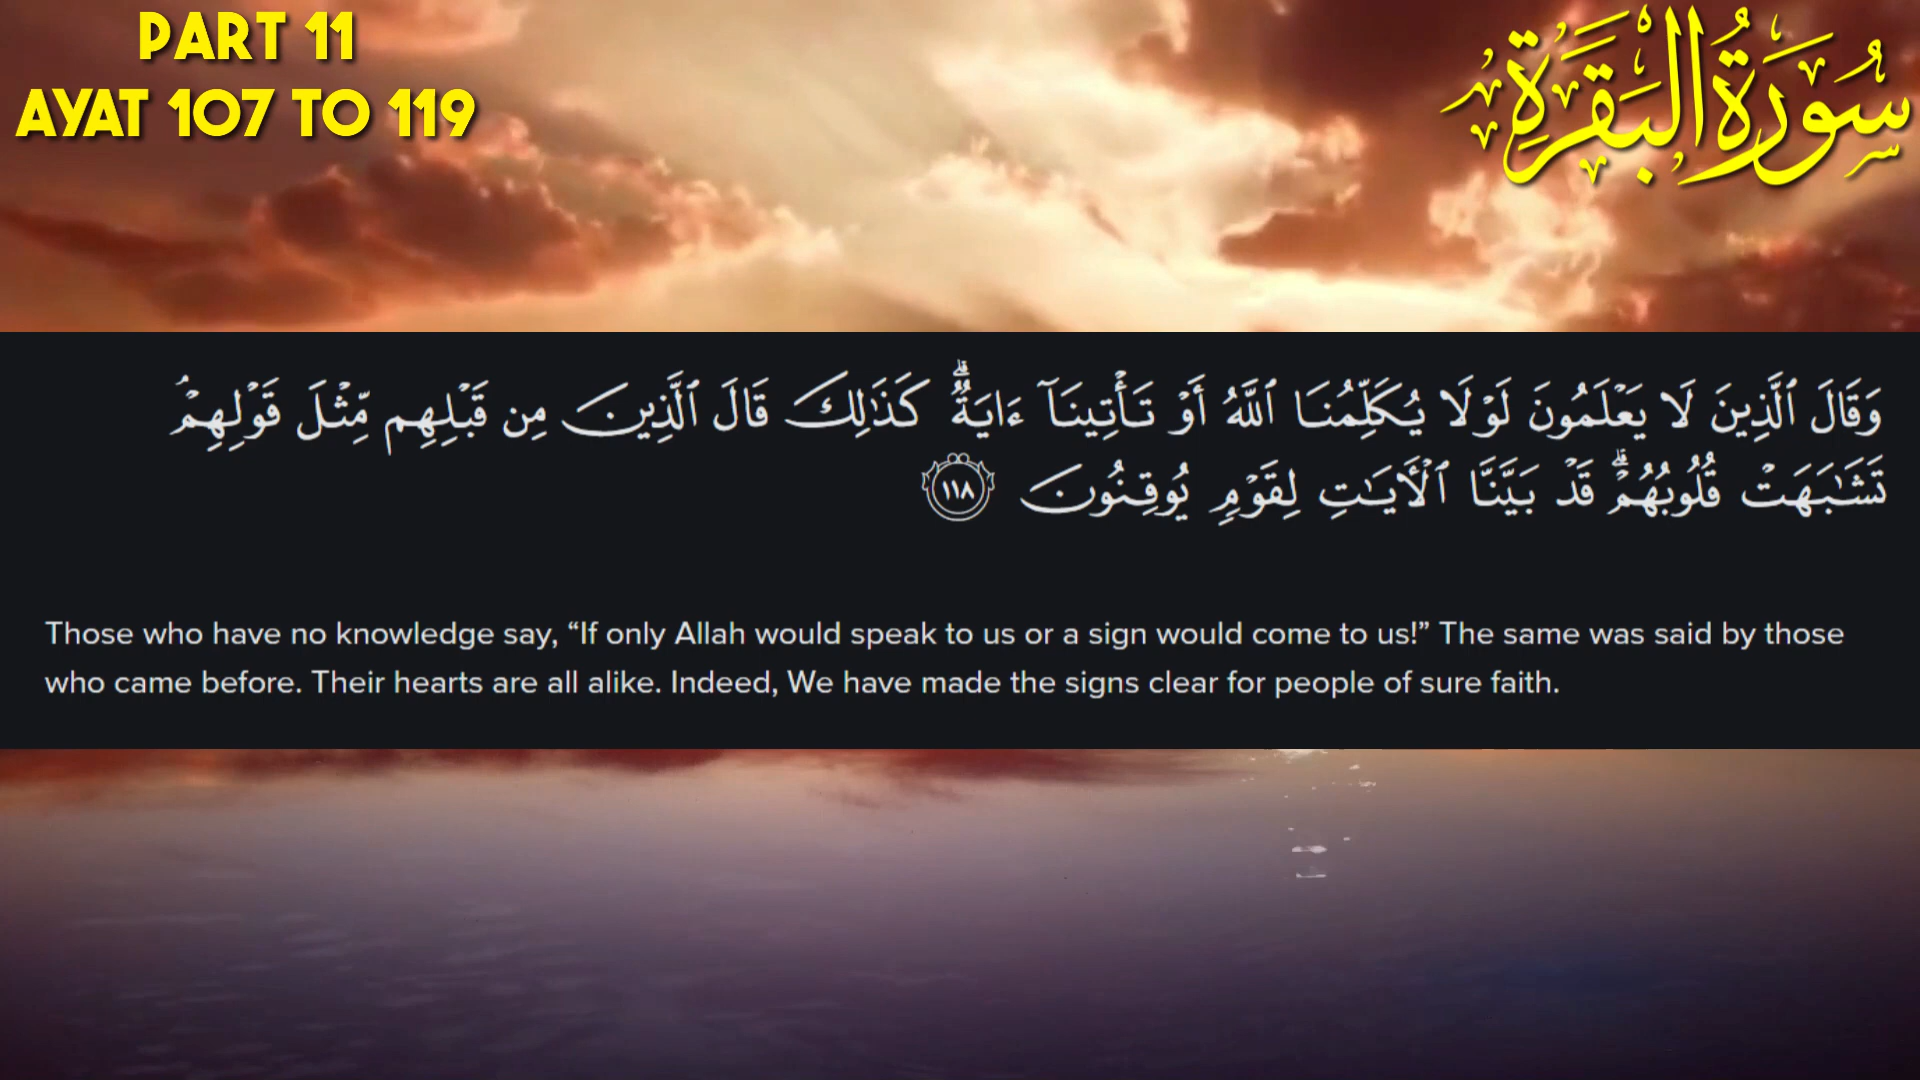 PART 11
AYAT 107 TO 119
سُورَةُ البَقَرَةِ
وَقَالَ ٱلَّذِينَ لَا يَعْلَمُونَ لَوْلَا يُكَلِّمُنَا ٱللَّهُ أَوْ تَأْتِينَآ ءَايَةٌۗ كَذَٰلِكَ قَالَ ٱلَّذِينَ مِن قَبْلِهِم مِّثْلَ قَوْلِهِمْۘ
تَشَٰبَهَتْ قُلُوبُهُمْۗ قَدْ بَيَّنَّا ٱلْأَيَٰتِ لِقَوْمٍ يُوقِنُونَ ١١٨
Those who have no knowledge say, “If only Allah would speak to us or a sign would come to us!” The same was said by those
who came before. Their hearts are all alike. Indeed, We have made the signs clear for people of sure faith.